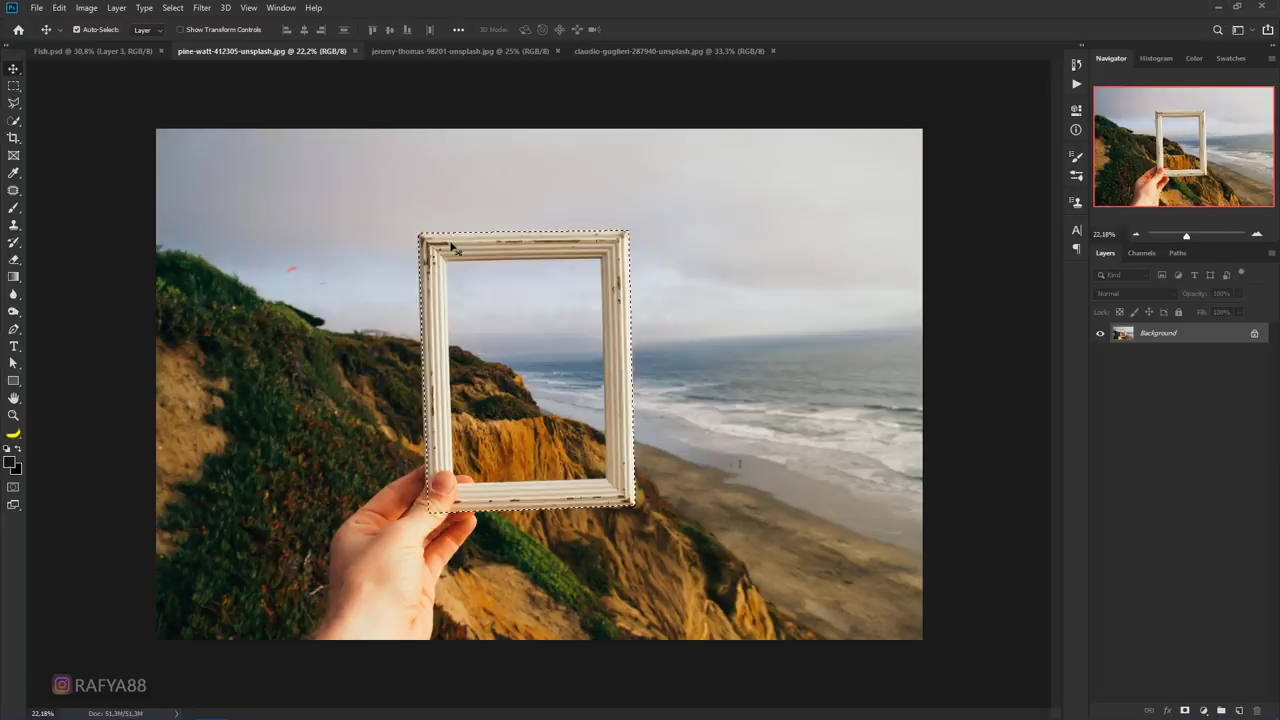 Ps File Edit Image Layer Type Select Filter 3D View Window Help
Auto-Select: Layer Show Transform Controls 3D Mode:
Fish.psd @ 30,8% (Layer 3, RGB/8) pine-watt-412305-unsplash.jpg @ 22,2% (RGB/8) jeremy-thomas-98201-unsplash.jpg @ 25% (RGB/8) claudio-guglieri-287940-unsplash.jpg @ 33,3% (RGB/8)
Navigator Histogram Color Swatches
22,18%
Layers Channels Paths
Kind
Normal Opacity: 100%
Lock: Fill: 100%
Background
RAFYA88
22,18% Doc: 51,3M/51,3M